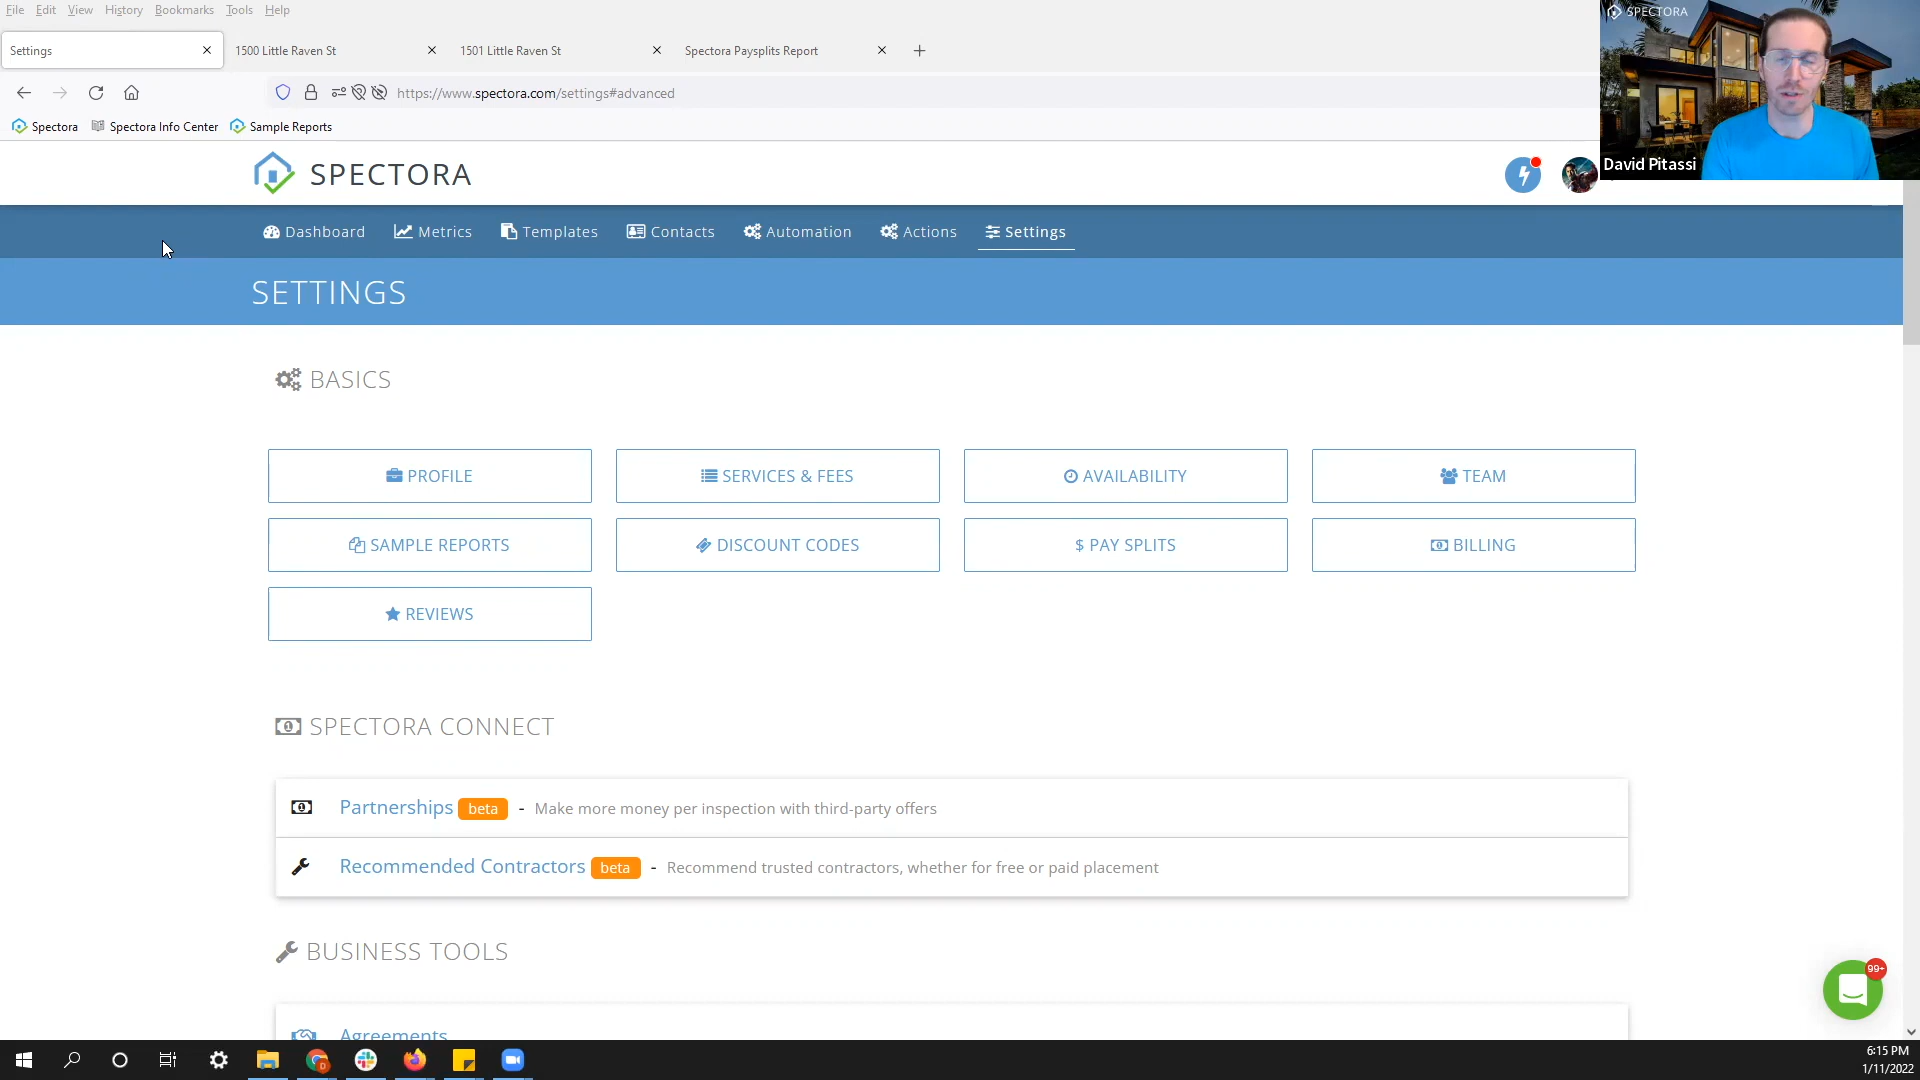 File Edit View History Bookmarks Tools Help
SPECTORA
Settings
1500 Little Raven St
1501 Little Raven St
Spectora Paysplits Report
https://www.spectora.com/settings#advanced
Spectora
Spectora Info Center
Sample Reports
David Pitassi
SPECTORA
Dashboard
Metrics
Templates
Contacts
Automation
Actions
Settings
SETTINGS
BASICS
PROFILE
SERVICES & FEES
AVAILABILITY
TEAM
SAMPLE REPORTS
DISCOUNT CODES
$ PAY SPLITS
BILLING
REVIEWS
SPECTORA CONNECT
Partnerships beta - Make more money per inspection with third-party offers
Recommended Contractors beta - Recommend trusted contractors, whether for free or paid placement
BUSINESS TOOLS
99+
Agreements
6:15 PM
1/11/2022